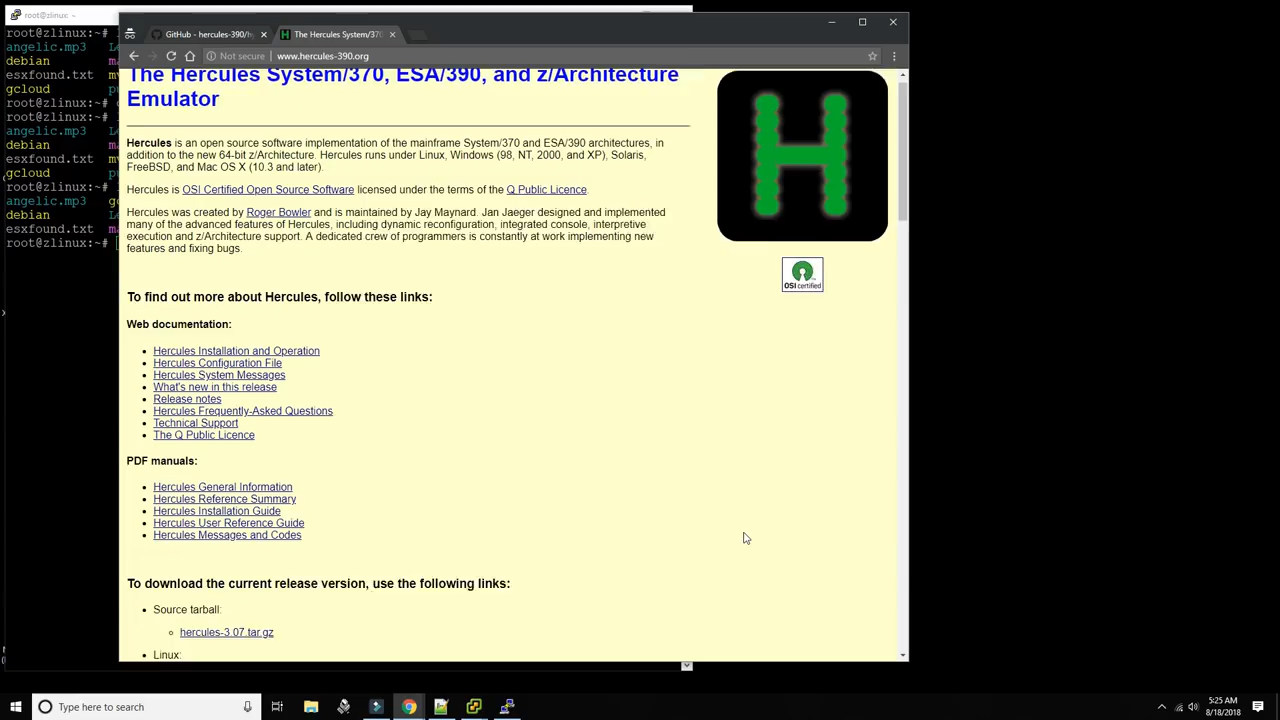 root@zlinux: ~
root@zlinux:~#
angelic.mp3
debian
esxfound.txt
gcloud
root@zlinux:~#
angelic.mp3
debian
esxfound.txt
gcloud
root@zlinux:~#
angelic.mp3
debian
esxfound.txt
root@zlinux:~#
GitHub - hercules-390/hy
The Hercules System/370
Not secure
www.hercules-390.org
The Hercules System/370, ESA/390, and z/Architecture
Emulator
Hercules is an open source software implementation of the mainframe System/370 and ESA/390 architectures, in
addition to the new 64-bit z/Architecture. Hercules runs under Linux, Windows (98, NT, 2000, and XP), Solaris,
FreeBSD, and Mac OS X (10.3 and later).
Hercules is OSI Certified Open Source Software licensed under the terms of the Q Public Licence.
Hercules was created by Roger Bowler and is maintained by Jay Maynard. Jan Jaeger designed and implemented
many of the advanced features of Hercules, including dynamic reconfiguration, integrated console, interpretive
execution and z/Architecture support. A dedicated crew of programmers is constantly at work implementing new
features and fixing bugs.
H
OSI certified
To find out more about Hercules, follow these links:
Web documentation:
Hercules Installation and Operation
Hercules Configuration File
Hercules System Messages
What's new in this release
Release notes
Hercules Frequently-Asked Questions
Technical Support
The Q Public Licence
PDF manuals:
Hercules General Information
Hercules Reference Summary
Hercules Installation Guide
Hercules User Reference Guide
Hercules Messages and Codes
To download the current release version, use the following links:
Source tarball:
hercules-3.07.tar.gz
Linux:
Type here to search
5:25 AM
8/18/2018